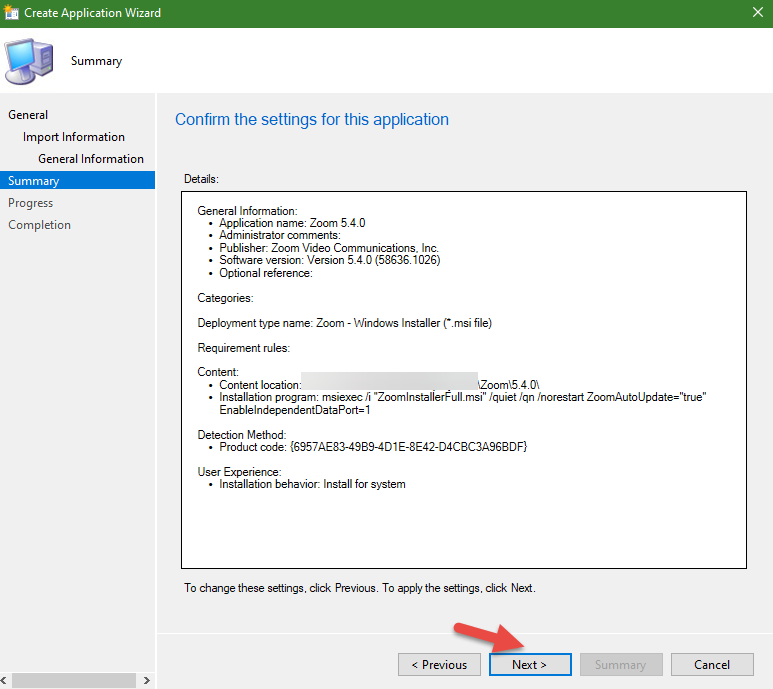 Create Application Wizard
Summary
General
Import Information
General Information
Summary
Progress
Completion
Confirm the settings for this application
Details:
General Information:
• Application name: Zoom 5.4.0
• Administrator comments:
• Publisher: Zoom Video Communications, Inc.
• Software version: Version 5.4.0 (58636.1026)
• Optional reference:
Categories:
Deployment type name: Zoom - Windows Installer (*.msi file)
Requirement rules:
Content:
• Content location: \Zoom\5.4.0\
• Installation program: msiexec /i "ZoomInstallerFull.msi" /quiet /qn /norestart ZoomAutoUpdate="true"
EnableIndependentDataPort=1
Detection Method:
• Product code: {6957AE83-49B9-4D1E-8E42-D4CBC3A96BDF}
User Experience:
• Installation behavior: Install for system
To change these settings, click Previous. To apply the settings, click Next.
< Previous
Next >
Summary
Cancel